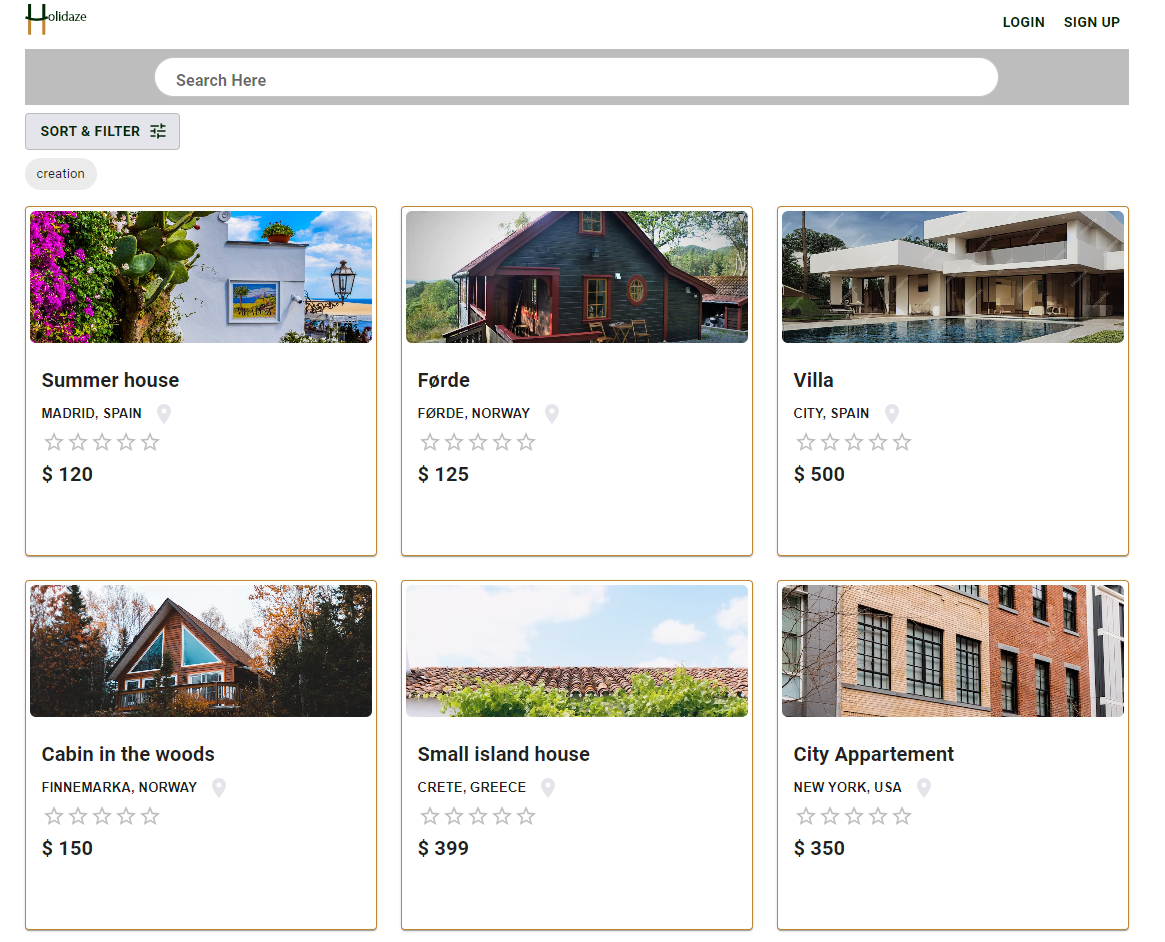 Holidaze
LOGIN SIGN UP
Search Here
SORT & FILTER
creation
Summer house
MADRID, SPAIN
$ 120
Førde
FØRDE, NORWAY
$ 125
Villa
CITY, SPAIN
$ 500
Cabin in the woods
FINNEMARKA, NORWAY
$ 150
Small island house
CRETE, GREECE
$ 399
City Appartement
NEW YORK, USA
$ 350